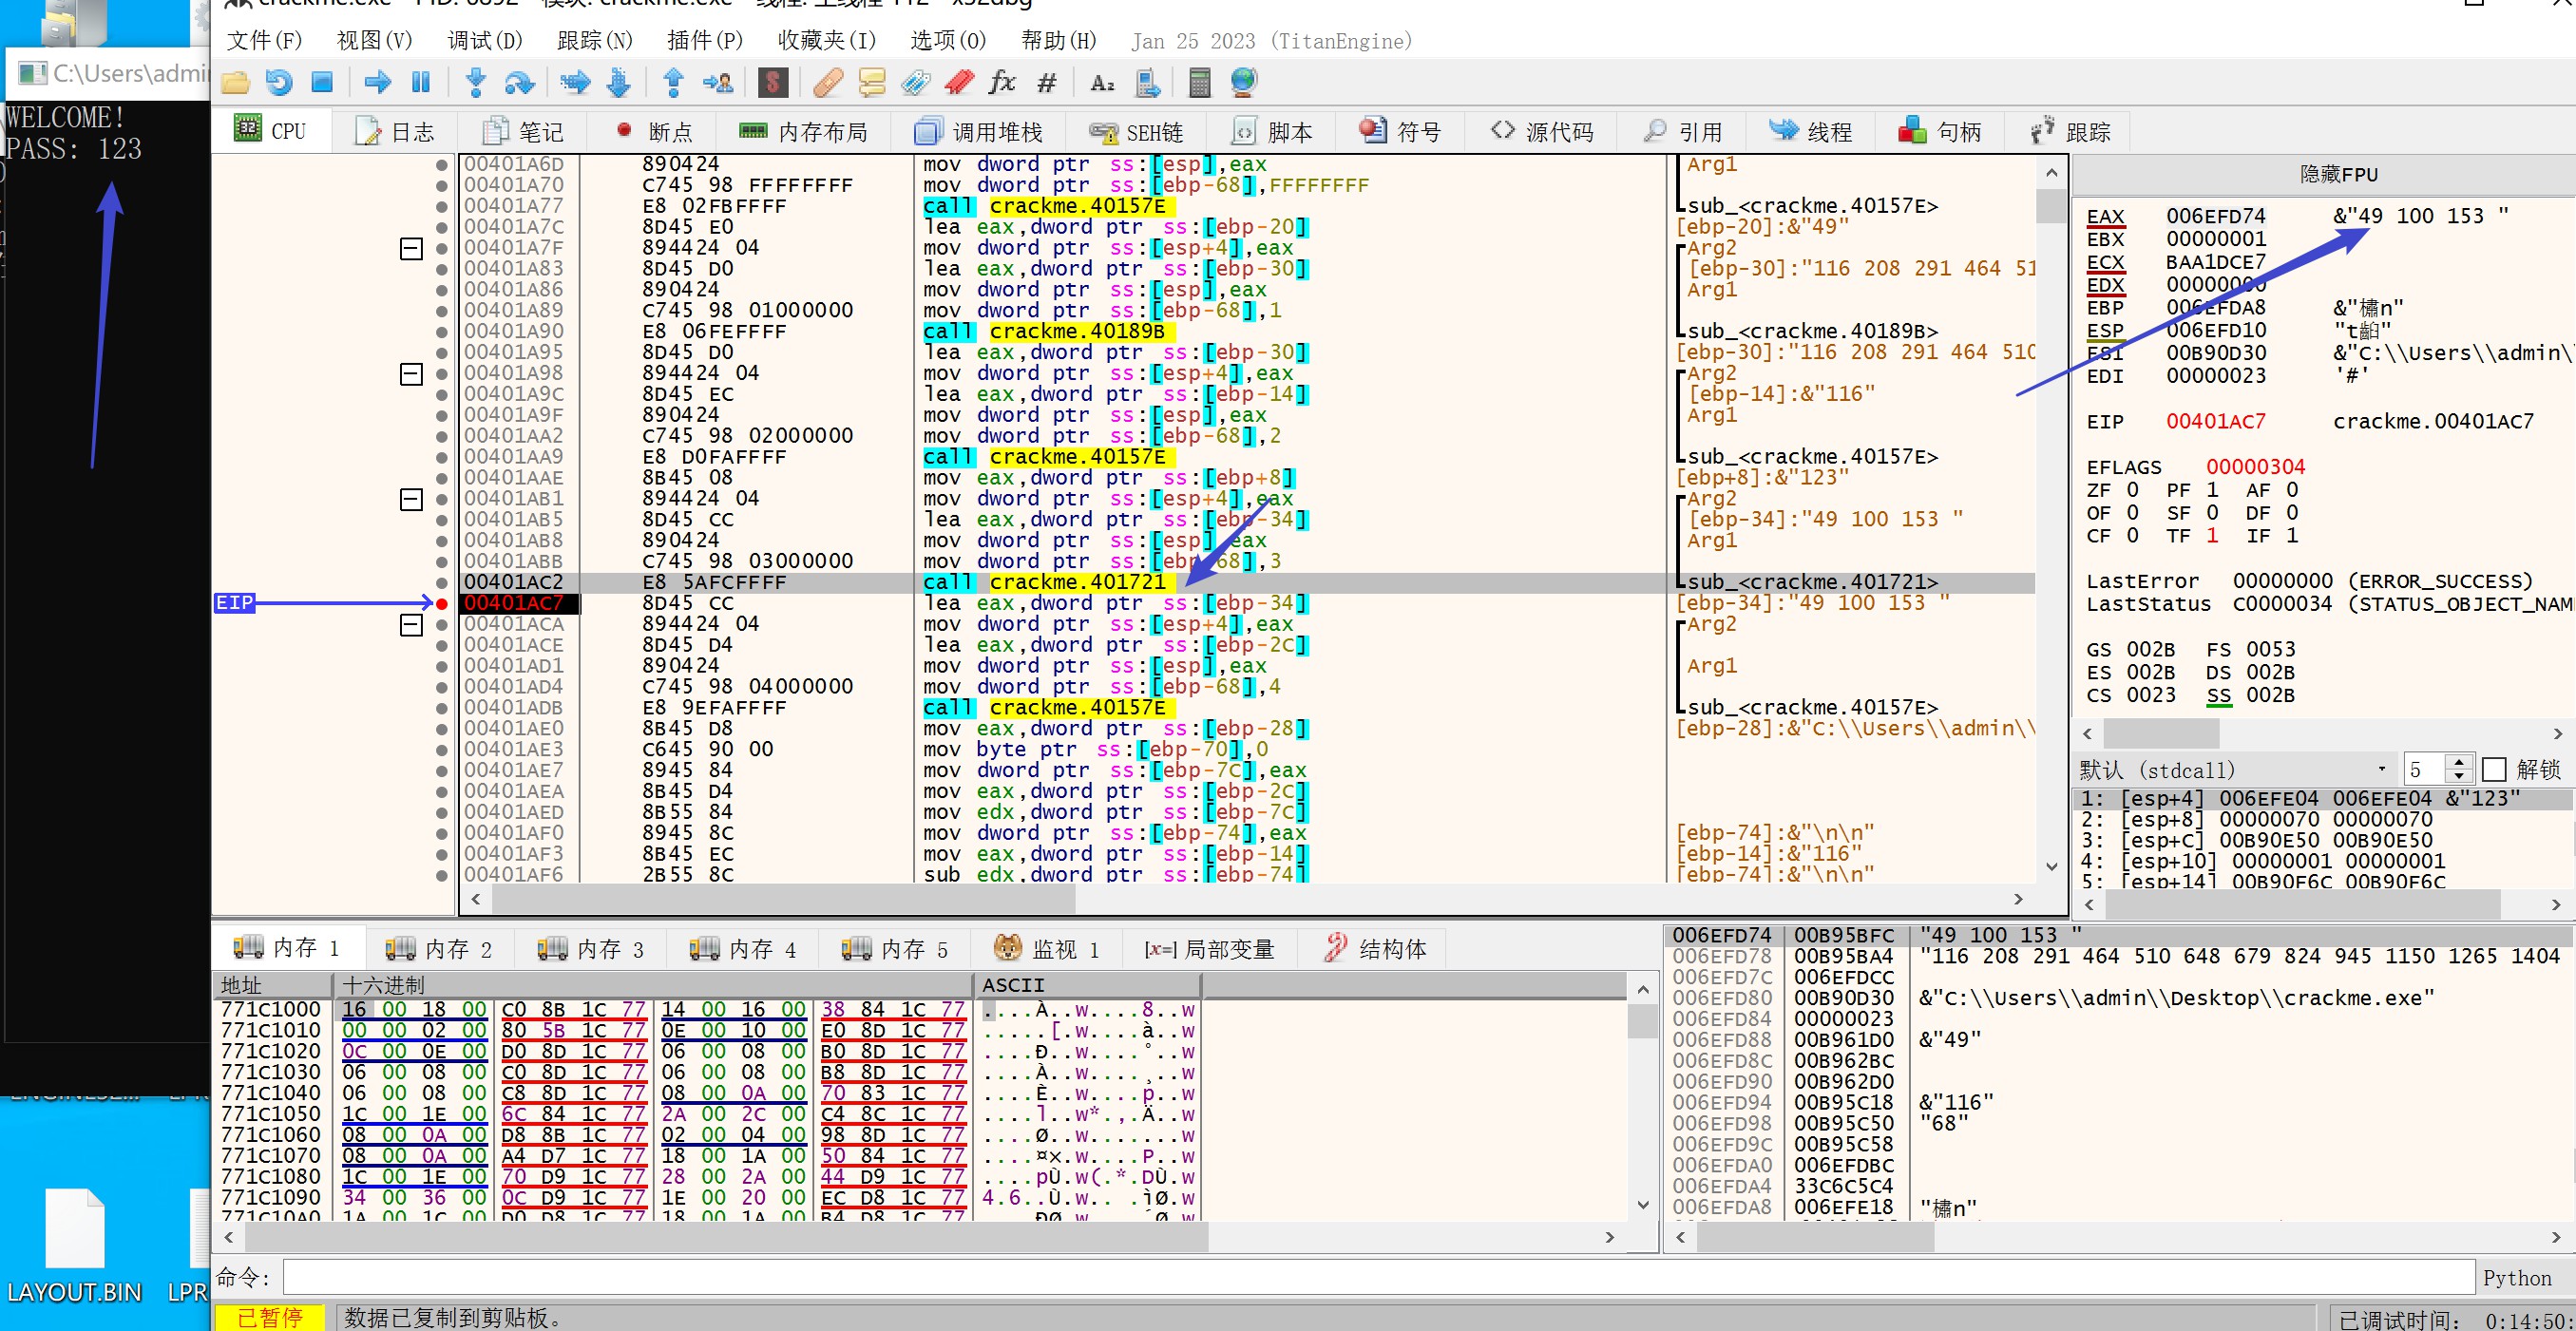 C:\Users\admi
WELCOME!
PASS: 123
LAYOUT.BIN
LPR
文件(F) 视图(V) 调试(D) 跟踪(N) 插件(P) 收藏夹(I) 选项(O) 帮助(H) Jan 25 2023 (TitanEngine)
CPU 日志 笔记 断点 内存布局 调用堆栈 SEH链 脚本 符号 源代码 引用 线程 句柄 跟踪
00401A6D 890424 mov dword ptr ss:[esp],eax Arg1
00401A70 C745 98 FFFFFFFF mov dword ptr ss:[ebp-68],FFFFFFFF
00401A77 E8 02FBFFFF call crackme.40157E sub_<crackme.40157E>
00401A7C 8D45 E0 lea eax,dword ptr ss:[ebp-20] [ebp-20]:&"49"
00401A7F 894424 04 mov dword ptr ss:[esp+4],eax Arg2
00401A83 8D45 D0 lea eax,dword ptr ss:[ebp-30] [ebp-30]:"116 208 291 464 51
00401A86 890424 mov dword ptr ss:[esp],eax Arg1
00401A89 C745 98 01000000 mov dword ptr ss:[ebp-68],1
00401A90 E8 06FEFFFF call crackme.40189B sub_<crackme.40189B>
00401A95 8D45 D0 lea eax,dword ptr ss:[ebp-30] [ebp-30]:"116 208 291 464 510
00401A98 894424 04 mov dword ptr ss:[esp+4],eax Arg2
00401A9C 8D45 EC lea eax,dword ptr ss:[ebp-14] [ebp-14]:&"116"
00401A9F 890424 mov dword ptr ss:[esp],eax Arg1
00401AA2 C745 98 02000000 mov dword ptr ss:[ebp-68],2
00401AA9 E8 D0FAFFFF call crackme.40157E sub_<crackme.40157E>
00401AAE 8B45 08 mov eax,dword ptr ss:[ebp+8] [ebp+8]:&"123"
00401AB1 894424 04 mov dword ptr ss:[esp+4],eax Arg2
00401AB5 8D45 CC lea eax,dword ptr ss:[ebp-34] [ebp-34]:"49 100 153 "
00401AB8 890424 mov dword ptr ss:[esp],eax Arg1
00401ABB C745 98 03000000 mov dword ptr ss:[ebp-68],3
00401AC2 E8 5AFCFFFF call crackme.401721 sub_<crackme.401721>
EIP 00401AC7 8D45 CC lea eax,dword ptr ss:[ebp-34] [ebp-34]:"49 100 153 "
00401ACA 894424 04 mov dword ptr ss:[esp+4],eax Arg2
00401ACE 8D45 D4 lea eax,dword ptr ss:[ebp-2C]
00401AD1 890424 mov dword ptr ss:[esp],eax Arg1
00401AD4 C745 98 04000000 mov dword ptr ss:[ebp-68],4
00401ADB E8 9EFAFFFF call crackme.40157E sub_<crackme.40157E>
00401AE0 8B45 D8 mov eax,dword ptr ss:[ebp-28] [ebp-28]:&"C:\\Users\\admin\\
00401AE3 C645 90 00 mov byte ptr ss:[ebp-70],0
00401AE7 8945 84 mov dword ptr ss:[ebp-7C],eax
00401AEA 8B45 D4 mov eax,dword ptr ss:[ebp-2C]
00401AED 8B55 84 mov edx,dword ptr ss:[ebp-7C]
00401AF0 8945 8C mov dword ptr ss:[ebp-74],eax [ebp-74]:&"\n\n"
00401AF3 8B45 EC mov eax,dword ptr ss:[ebp-14] [ebp-14]:&"116"
00401AF6 2B55 8C sub edx,dword ptr ss:[ebp-74] [ebp-74]:&"\n\n"
隐藏FPU
EAX 006EFD74 &"49 100 153 "
EBX 00000001
ECX BAA1DCE7
EDX 00000000
EBP 006EFDA8
ESP 006EFD10
ESI 00B90D30 &"C:\\Users\\admin\\
EDI 00000023 '#'
EIP 00401AC7 crackme.00401AC7
EFLAGS 00000304
ZF 0 PF 1 AF 0
OF 0 SF 0 DF 0
CF 0 TF 1 IF 1
LastError 00000000 (ERROR_SUCCESS)
LastStatus C0000034 (STATUS_OBJECT_NAM
GS 002B FS 0053
ES 002B DS 002B
CS 0023 SS 002B
默认 (stdcall) 5 解锁
1: [esp+4] 006EFE04 006EFE04 &"123"
2: [esp+8] 00000070 00000070
3: [esp+C] 00B90E50 00B90E50
4: [esp+10] 00000001 00000001
5: [esp+14] 00B90F6C 00B90F6C
内存 1 内存 2 内存 3 内存 4 内存 5 监视 1 [x=] 局部变量 结构体
地址 十六进制 ASCII
771C1000 16 00 18 00 C0 8B 1C 77 14 00 16 00 38 84 1C 77 ....À..w....8..w
771C1010 00 00 02 00 80 5B 1C 77 0E 00 10 00 E0 8D 1C 77 .....[.w....à..w
771C1020 0C 00 0E 00 D0 8D 1C 77 06 00 08 00 B0 8D 1C 77 ....Ð..w....°..w
771C1030 06 00 08 00 C0 8D 1C 77 06 00 08 00 B8 8D 1C 77 ....À..w....¸..w
771C1040 06 00 08 00 C8 8D 1C 77 08 00 0A 00 70 83 1C 77 ....È..w....p..w
771C1050 1C 00 1E 00 6C 84 1C 77 2A 00 2C 00 C4 8C 1C 77 ....l..w*.,.Ä..w
771C1060 08 00 0A 00 D8 8B 1C 77 02 00 04 00 98 8D 1C 77 ....Ø..w.......w
771C1070 08 00 0A 00 A4 D7 1C 77 18 00 1A 00 50 84 1C 77 ....¤×.w....P..w
771C1080 1C 00 1E 00 70 D9 1C 77 28 00 2A 00 44 D9 1C 77 ....pÙ.w(.*.DÙ.w
771C1090 34 00 36 00 0C D9 1C 77 1E 00 20 00 EC D8 1C 77 4.6..Ù.w.. .ìØ.w
771C10A0 1A 00 1C 00 D0 D8 1C 77 18 00 1A 00 B4 D8 1C 77 ....ÐØ.w....´Ø.w
006EFD74 00B95BFC "49 100 153 "
006EFD78 00B95BA4 "116 208 291 464 510 648 679 824 945 1150 1265 1404
006EFD7C 006EFDCC
006EFD80 00B90D30 &"C:\\Users\\admin\\Desktop\\crackme.exe"
006EFD84 00000023
006EFD88 00B961D0 &"49"
006EFD8C 00B962BC
006EFD90 00B962D0
006EFD94 00B95C18 &"116"
006EFD98 00B95C50 "68"
006EFD9C 00B95C58
006EFDA0 006EFDBC
006EFDA4 33C6C5C4
006EFDA8 006EFE18
命令: Python
已暂停 数据已复制到剪贴板。 已调试时间: 0:14:50: